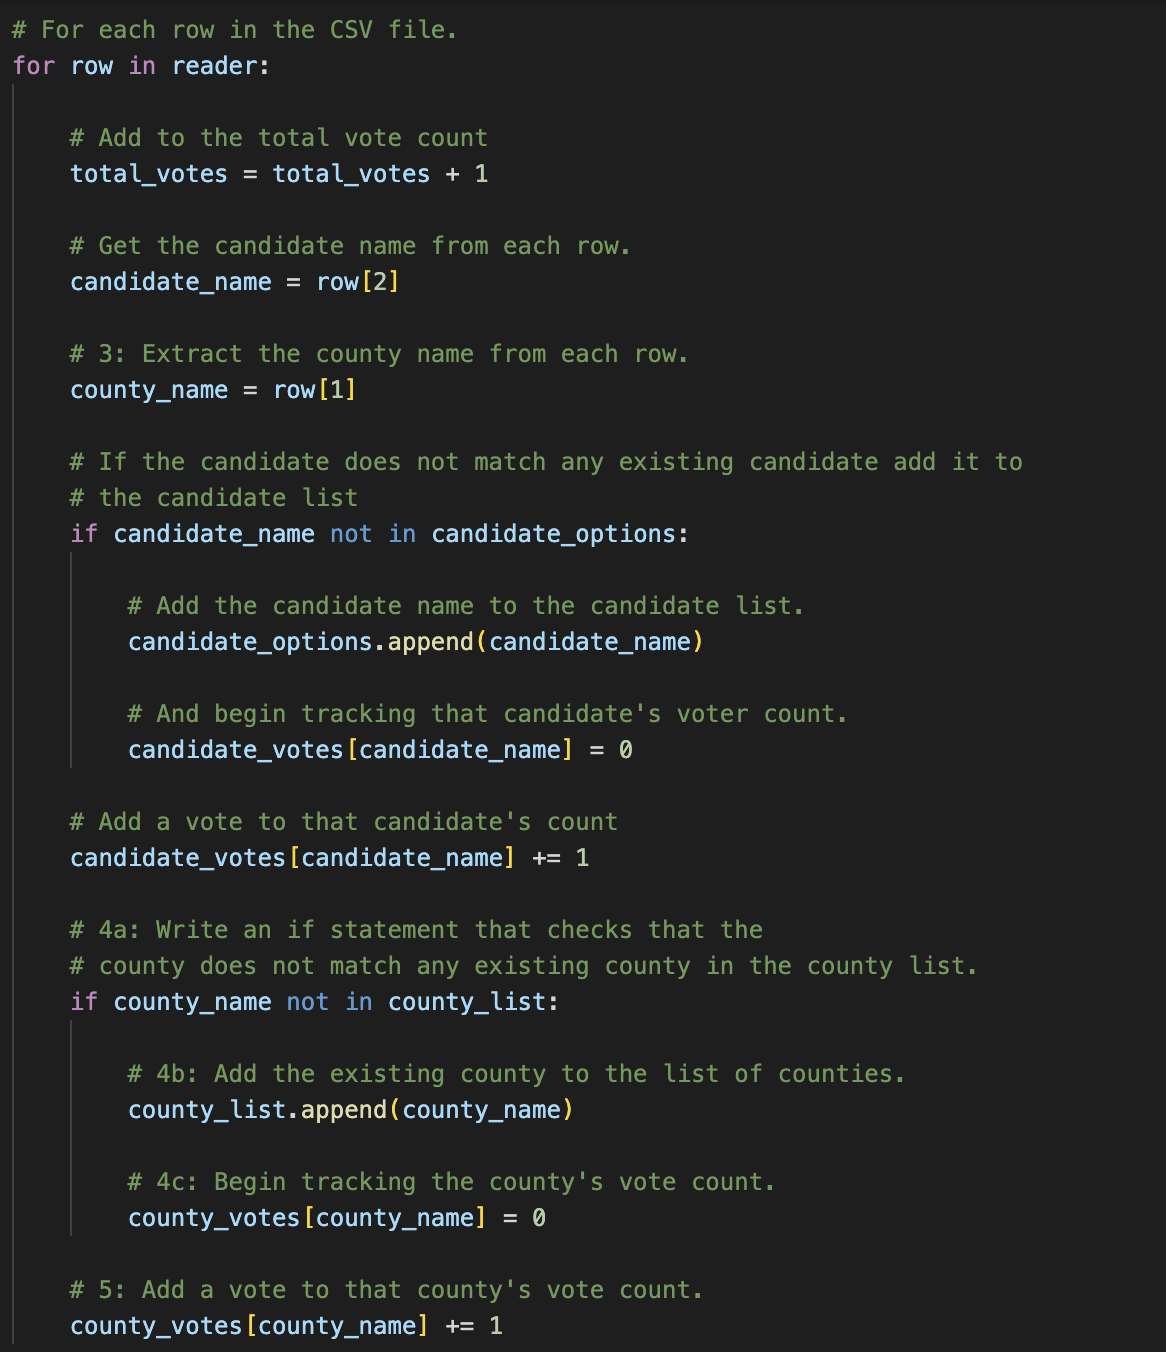 # For each row in the CSV file.
for row in reader:
# Add to the total vote count
total_votes = total_votes + 1
# Get the candidate name from each row.
candidate_name = row[2]
# 3: Extract the county name from each row.
county_name = row[1]
# If the candidate does not match any existing candidate add it to
# the candidate list
if candidate_name not in candidate_options:
# Add the candidate name to the candidate list.
candidate_options.append(candidate_name)
# And begin tracking that candidate's voter count.
candidate_votes[candidate_name] = 0
# Add a vote to that candidate's count
candidate_votes[candidate_name] += 1
# 4a: Write an if statement that checks that the
# county does not match any existing county in the county list.
if county_name not in county_list:
# 4b: Add the existing county to the list of counties.
county_list.append(county_name)
# 4c: Begin tracking the county's vote count.
county_votes[county_name] = 0
# 5: Add a vote to that county's vote count.
county_votes[county_name] += 1